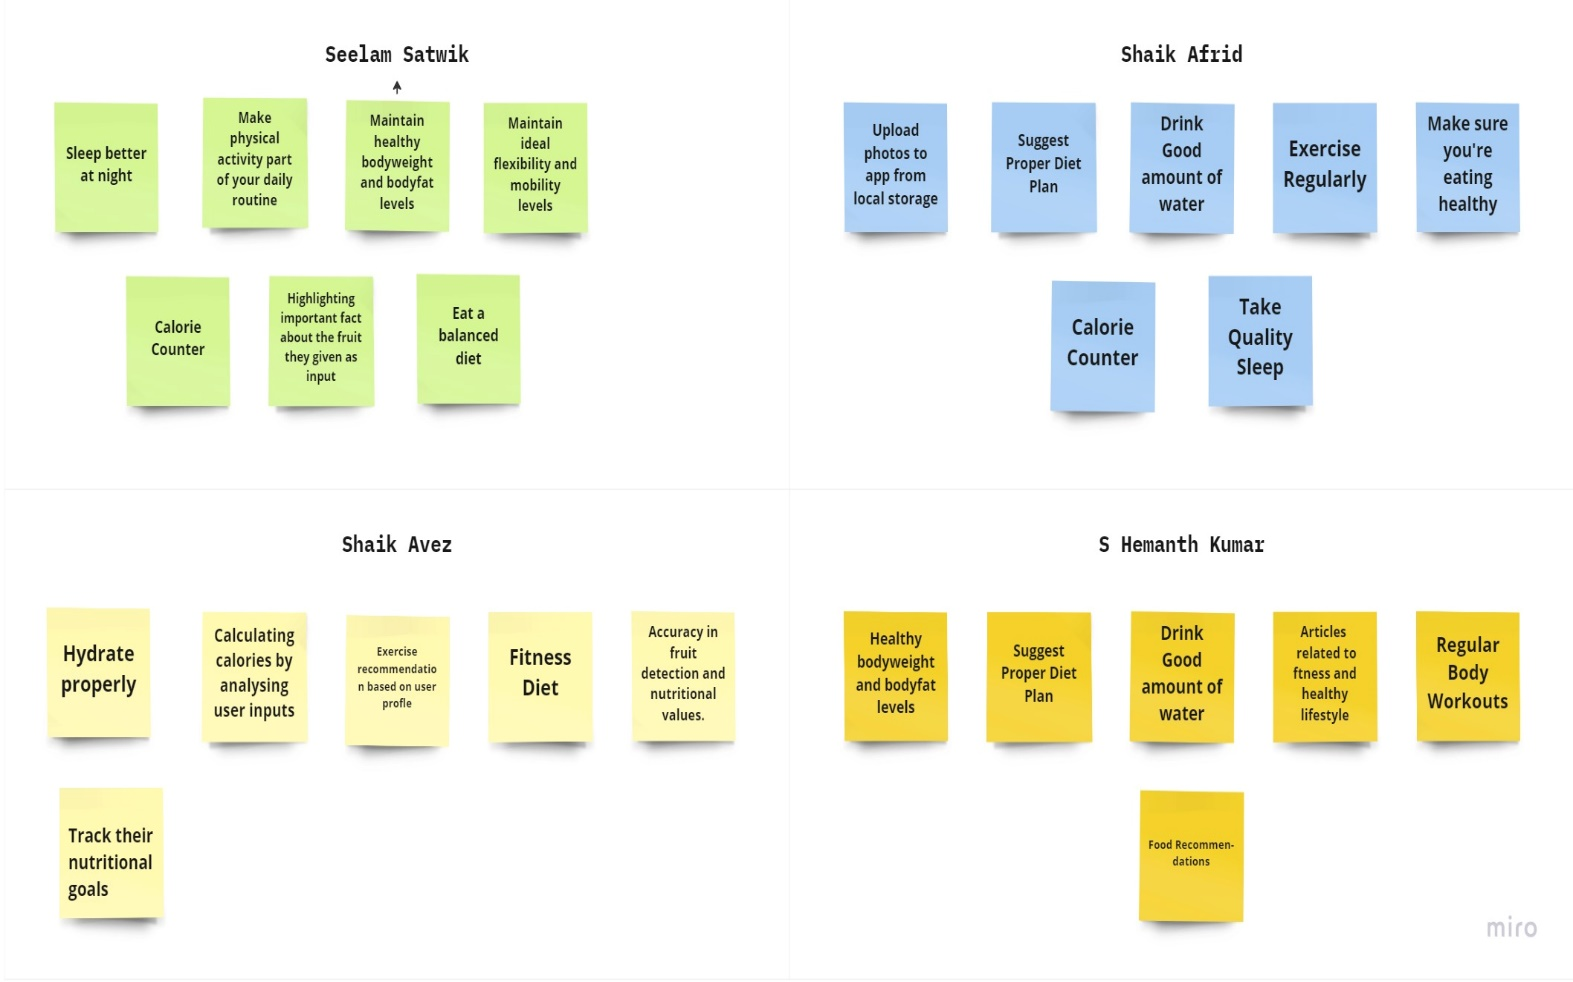 Seelam Satwik
Sleep better
at night
Make
physical
activity part
of your daily
routine
Maintain
healthy
bodyweight
and bodyfat
levels
Maintain
ideal
flexibility and
mobility
levels
Calorie
Counter
Highlighting
important fact
about the fruit
they given as
input
Eat a
balanced
diet
Shaik Afrid
Upload
photos to
app from
local storage
Suggest
Proper Diet
Plan
Drink
Good
amount of
water
Exercise
Regularly
Make sure
you're
eating
healthy
Calorie
Counter
Take
Quality
Sleep
Shaik Avez
Hydrate
properly
Calculating
calories by
analysing
user inputs
Exercise
recommendatio
n based on user
profle
Fitness
Diet
Accuracy in
fruit
detection and
nutritional
values.
Track their
nutritional
goals
S Hemanth Kumar
Healthy
bodyweight
and bodyfat
levels
Suggest
Proper Diet
Plan
Drink
Good
amount of
water
Articles
related to
ftness and
healthy
lifestyle
Regular
Body
Workouts
Food Recommen-
dations
miro